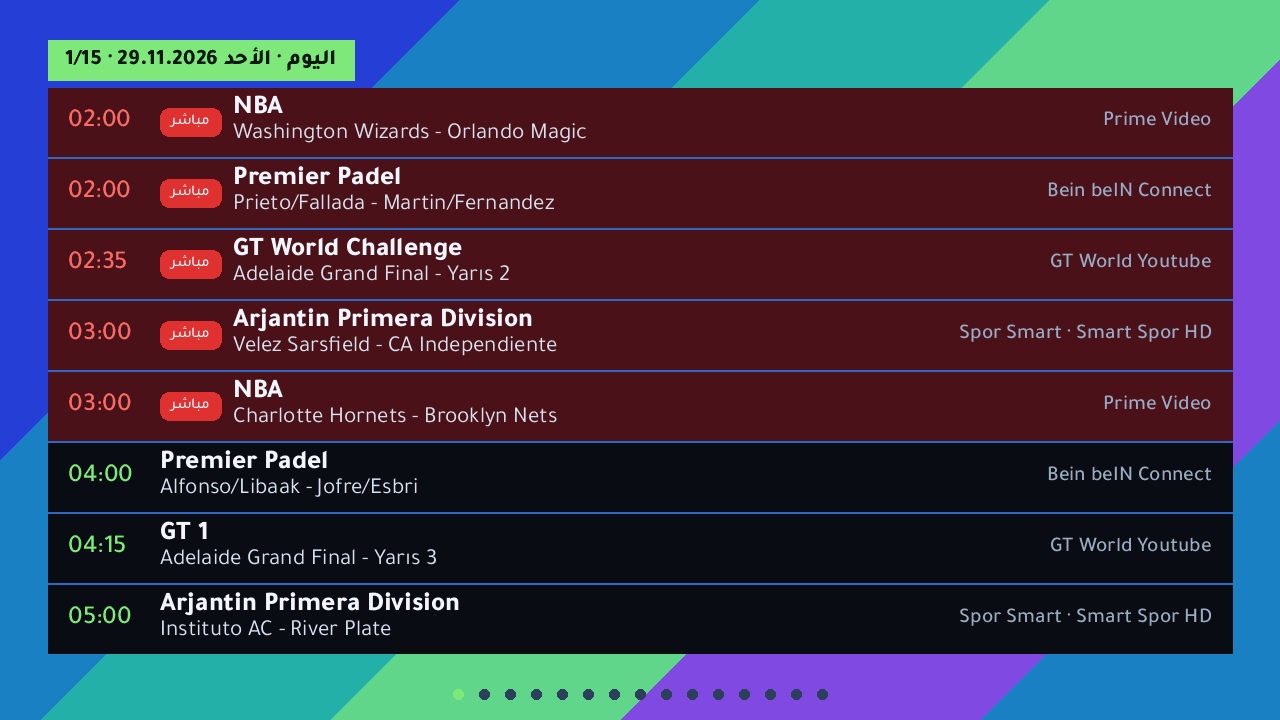 اليوم · الأحد 29.11.2026 · 1/15
02:00 مباشر NBA Prime Video
Washington Wizards - Orlando Magic
02:00 مباشر Premier Padel Bein beIN Connect
Prieto/Fallada - Martin/Fernandez
02:35 مباشر GT World Challenge GT World Youtube
Adelaide Grand Final - Yarıs 2
03:00 مباشر Arjantin Primera Division Spor Smart · Smart Spor HD
Velez Sarsfield - CA Independiente
03:00 مباشر NBA Prime Video
Charlotte Hornets - Brooklyn Nets
04:00 Premier Padel Bein beIN Connect
Alfonso/Libaak - Jofre/Esbri
04:15 GT 1 GT World Youtube
Adelaide Grand Final - Yarıs 3
05:00 Arjantin Primera Division Spor Smart · Smart Spor HD
Instituto AC - River Plate